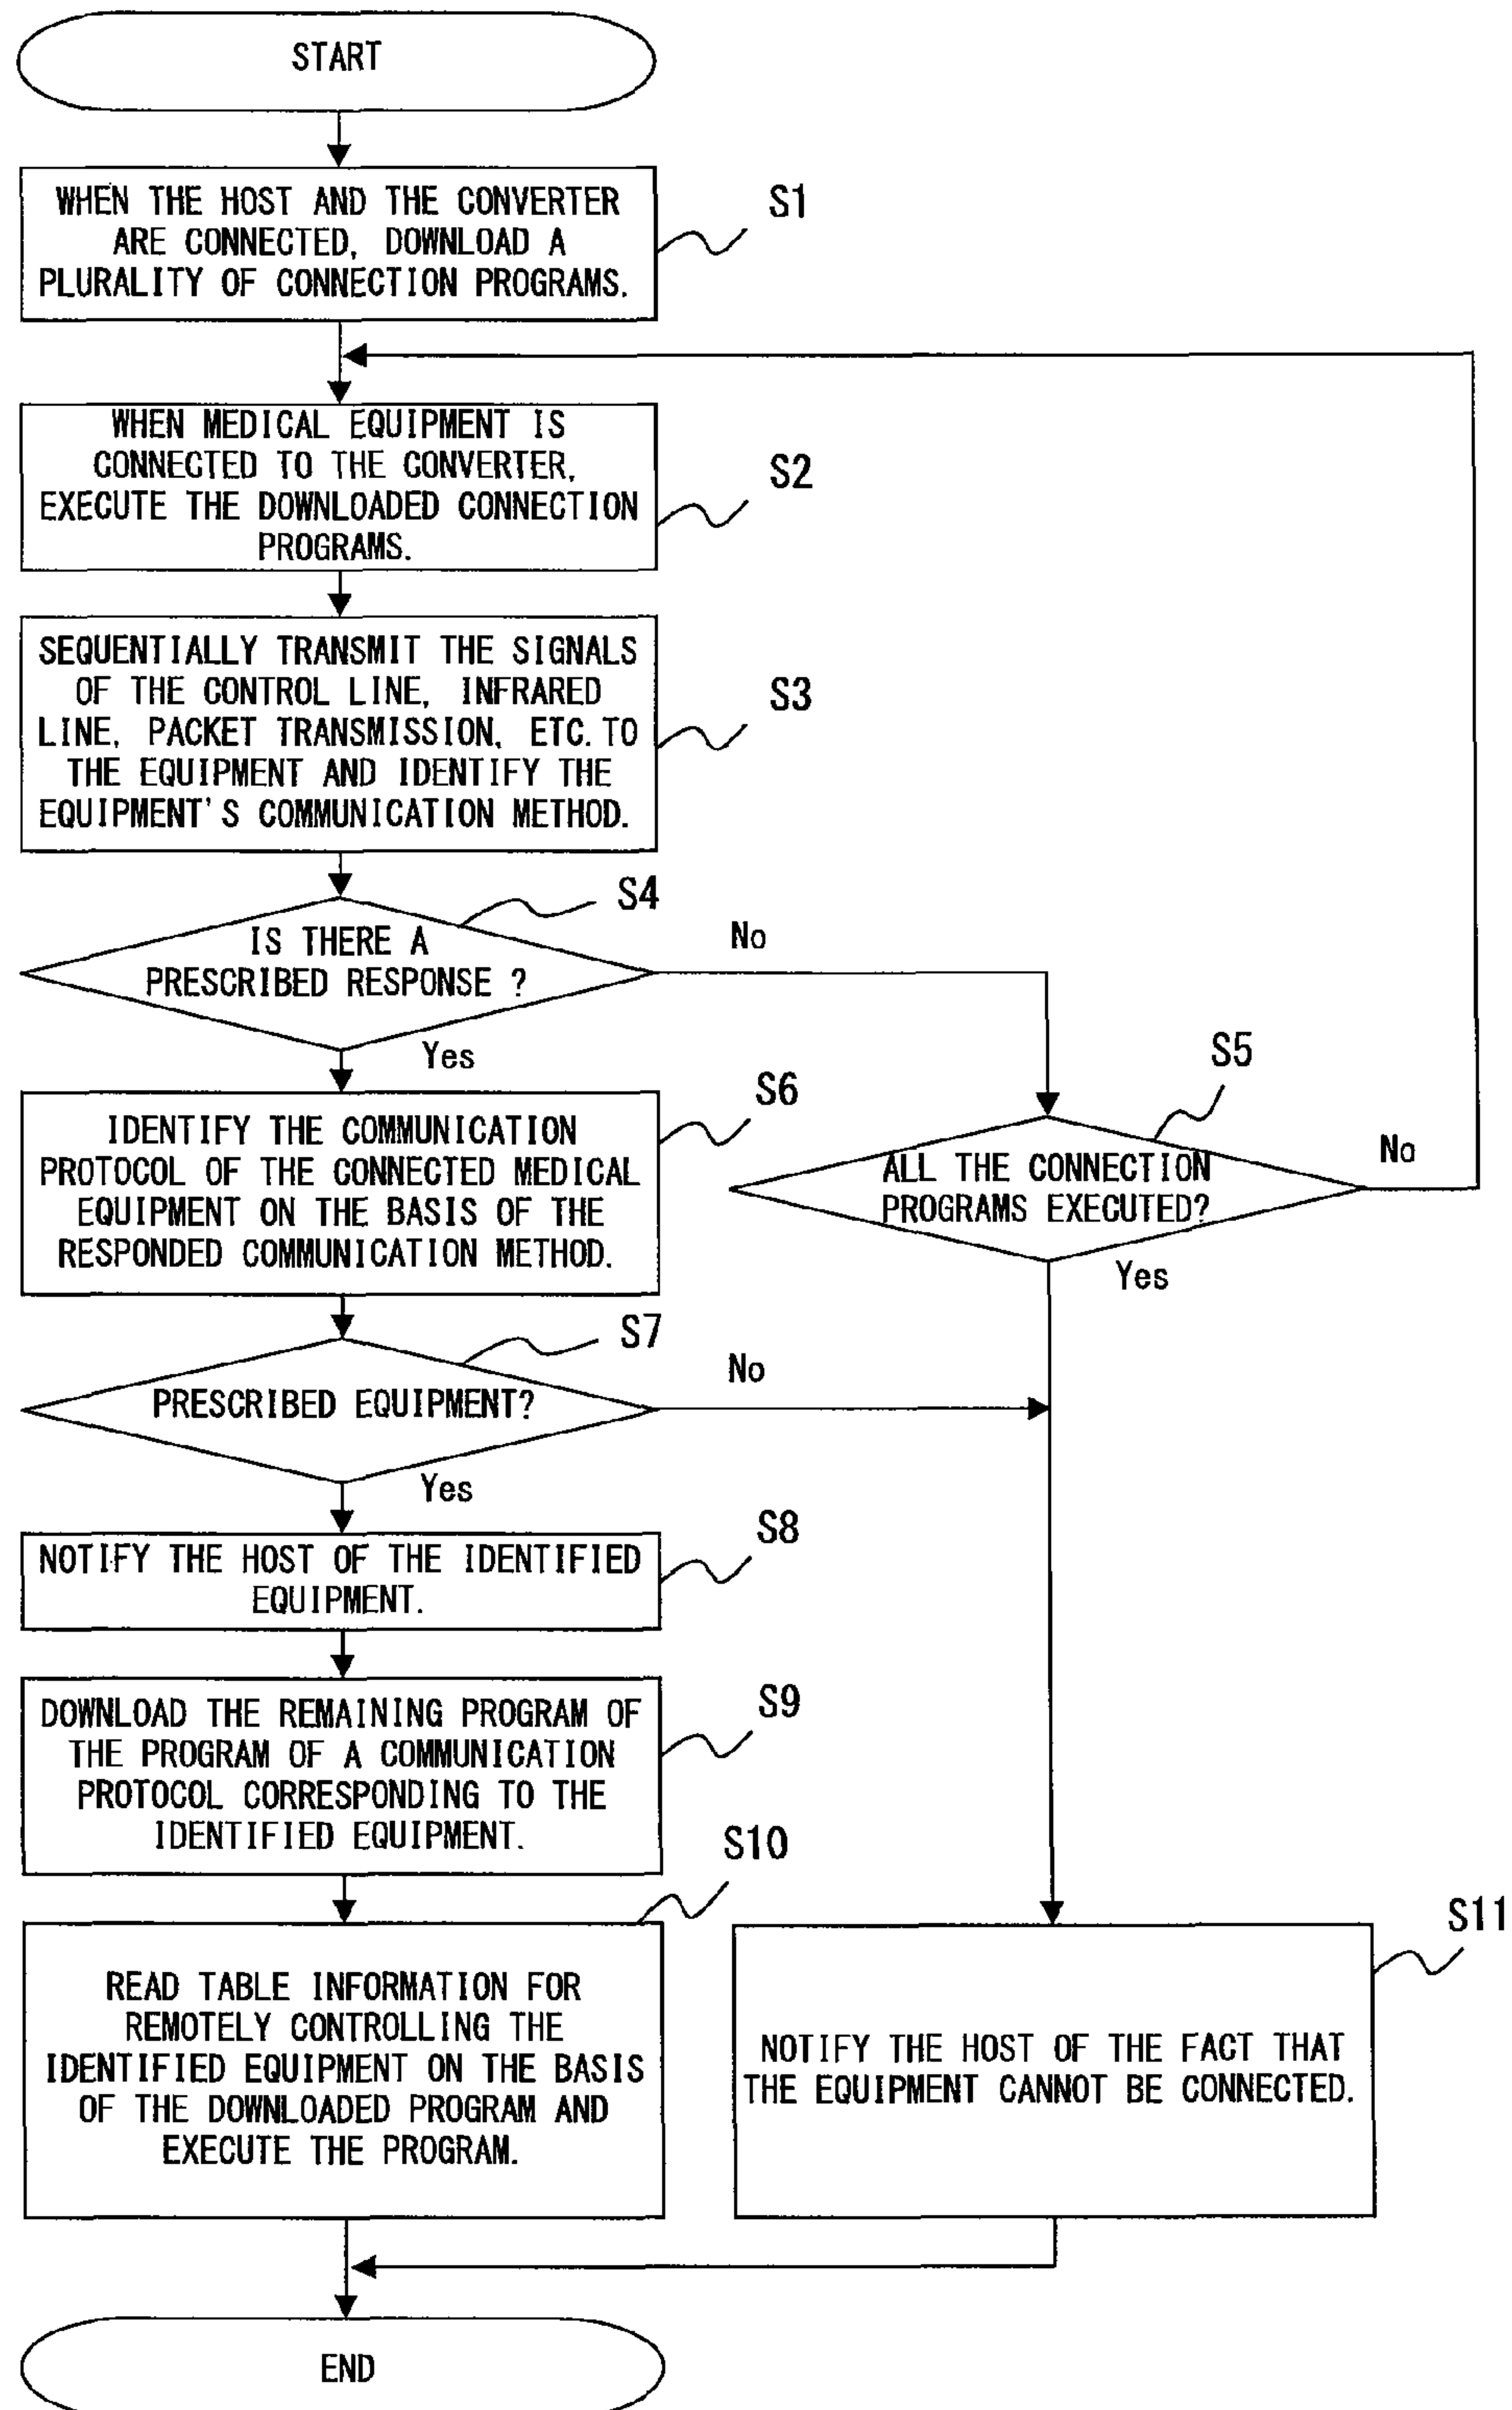 START
WHEN THE HOST AND THE CONVERTER
ARE CONNECTED, DOWNLOAD A
PLURALITY OF CONNECTION PROGRAMS.
S1
WHEN MEDICAL EQUIPMENT IS
CONNECTED TO THE CONVERTER,
EXECUTE THE DOWNLOADED CONNECTION
PROGRAMS.
S2
SEQUENTIALLY TRANSMIT THE SIGNALS
OF THE CONTROL LINE, INFRARED
LINE, PACKET TRANSMISSION, ETC. TO
THE EQUIPMENT AND IDENTIFY THE
EQUIPMENT'S COMMUNICATION METHOD.
S3
S4
IS THERE A
PRESCRIBED RESPONSE ?
No
Yes
S5
ALL THE CONNECTION
PROGRAMS EXECUTED?
No
Yes
S6
IDENTIFY THE COMMUNICATION
PROTOCOL OF THE CONNECTED MEDICAL
EQUIPMENT ON THE BASIS OF THE
RESPONDED COMMUNICATION METHOD.
S7
PRESCRIBED EQUIPMENT?
No
Yes
S8
NOTIFY THE HOST OF THE IDENTIFIED
EQUIPMENT.
S9
DOWNLOAD THE REMAINING PROGRAM OF
THE PROGRAM OF A COMMUNICATION
PROTOCOL CORRESPONDING TO THE
IDENTIFIED EQUIPMENT.
S10
READ TABLE INFORMATION FOR
REMOTELY CONTROLLING THE
IDENTIFIED EQUIPMENT ON THE BASIS
OF THE DOWNLOADED PROGRAM AND
EXECUTE THE PROGRAM.
S11
NOTIFY THE HOST OF THE FACT THAT
THE EQUIPMENT CANNOT BE CONNECTED.
END